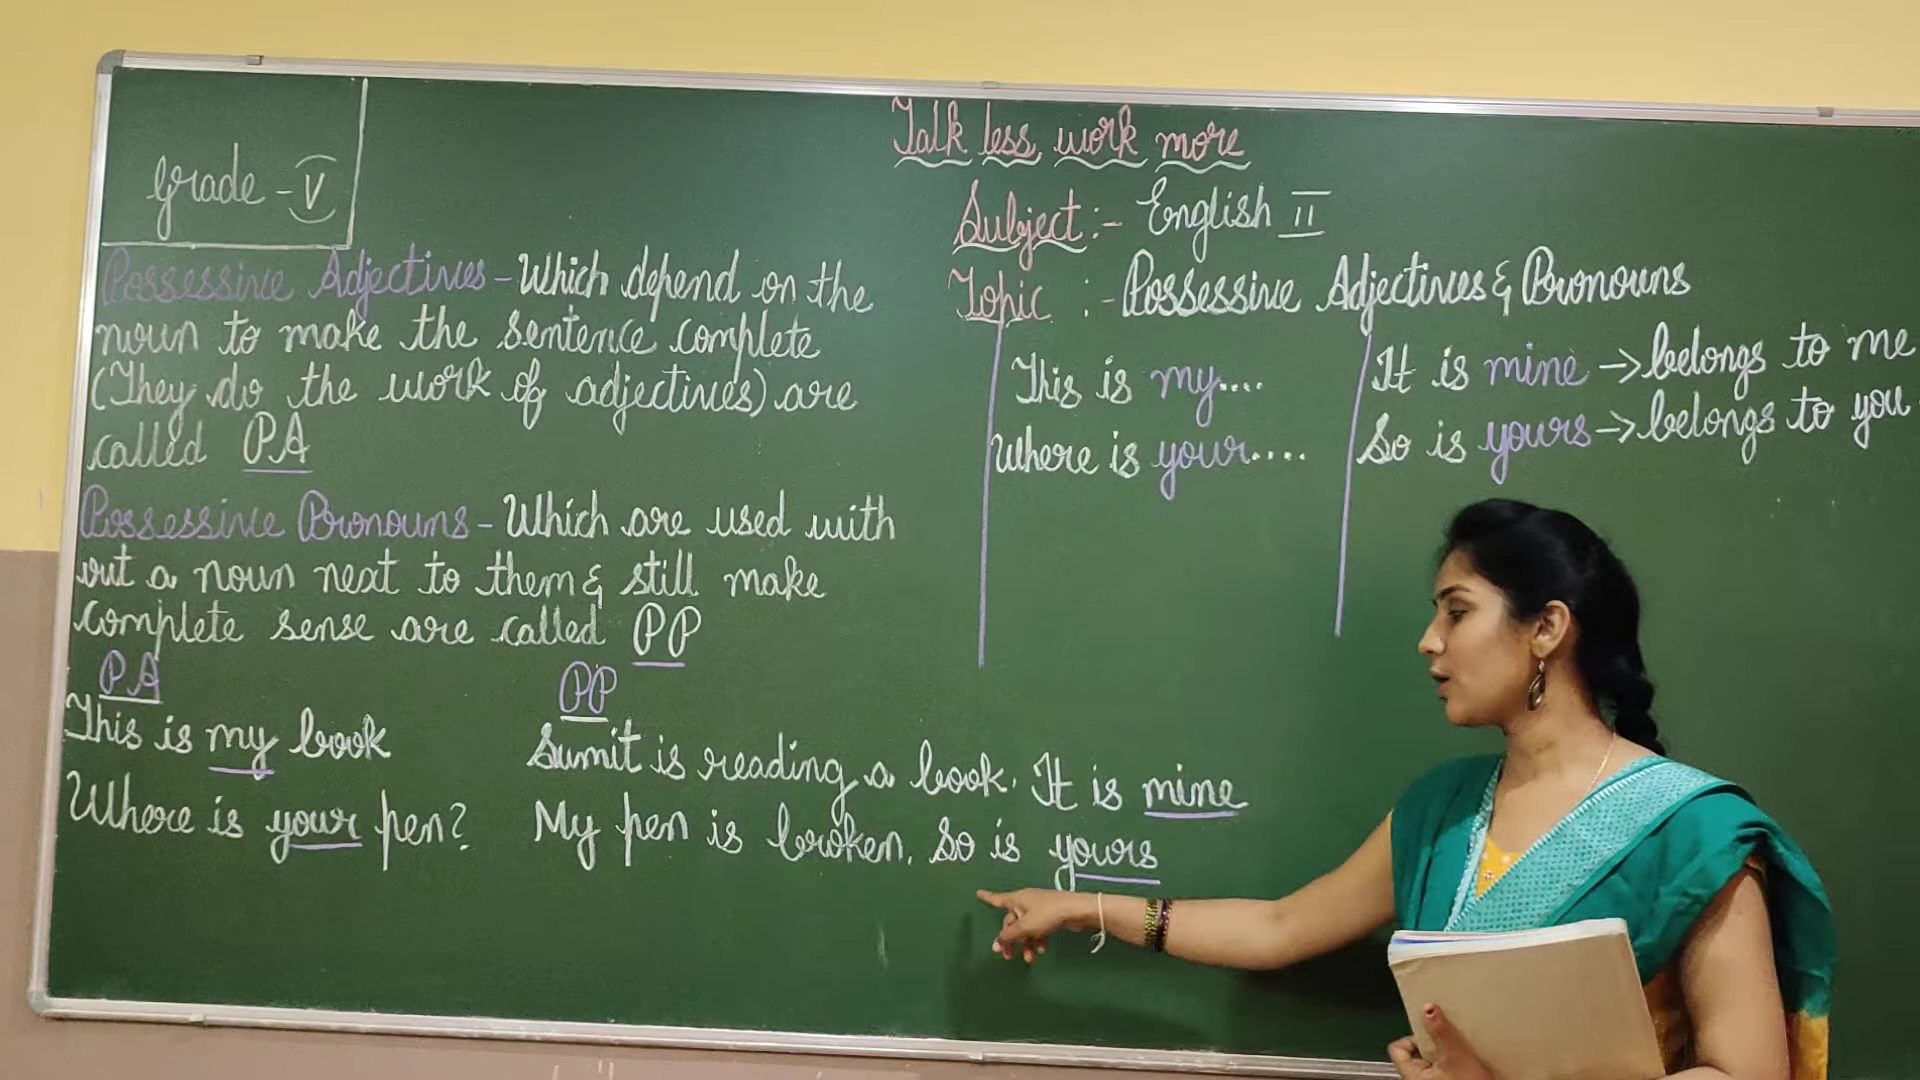 Talk less work more
Grade - V
Subject :- English II
Topic :- Possessive Adjectives & Pronouns
Possessive Adjectives - Which depend on the
noun to make the sentence complete
(They do the work of adjectives) are
called PA
Possessive Pronouns - Which are used with
out a noun next to them & still make
complete sense are called PP
PA
This is my book
Where is your pen?
PP
Sumit is reading a book. It is mine
My pen is broken. So is yours
This is my....
Where is your....
It is mine → belongs to me
So is yours → belongs to you